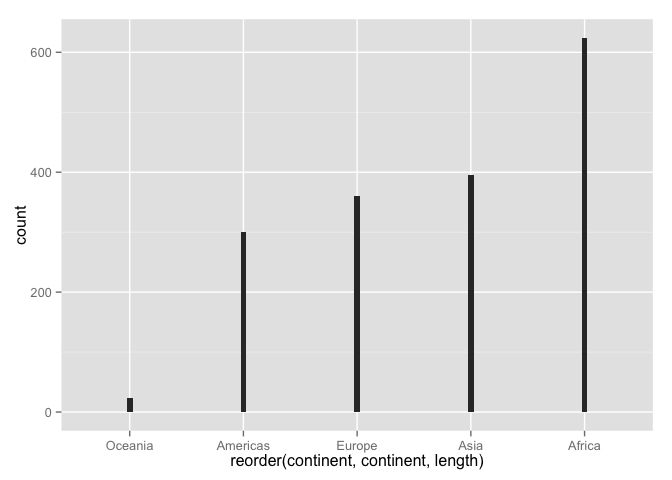 600
400
200
0
count
Oceania Americas Europe Asia Africa
reorder(continent, continent, length)